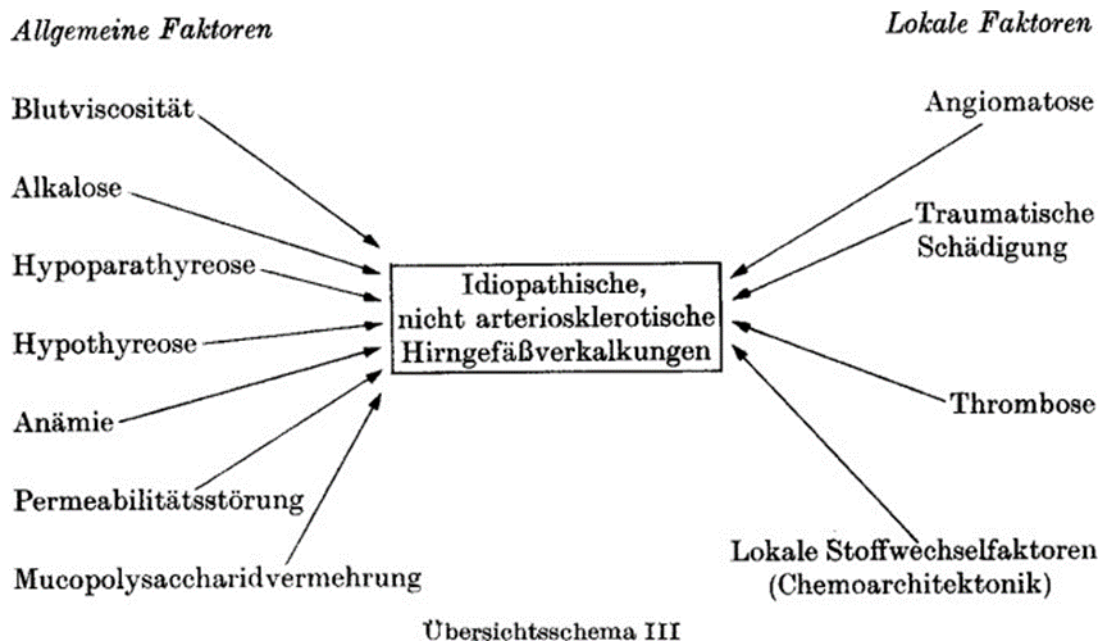 Allgemeine Faktoren
Lokale Faktoren
Blutviscosität
Alkalose
Hypoparathyreose
Hypothyreose
Anämie
Permeabilitätsstörung
Mucopolysaccharidvermehrung
Idiopathische,
nicht arteriosklerotische
Hirngefäßverkalkungen
Angiomatose
Traumatische
Schädigung
Thrombose
Lokale Stoffwechselfaktoren
(Chemoarchitektonik)
Übersichtsschema III